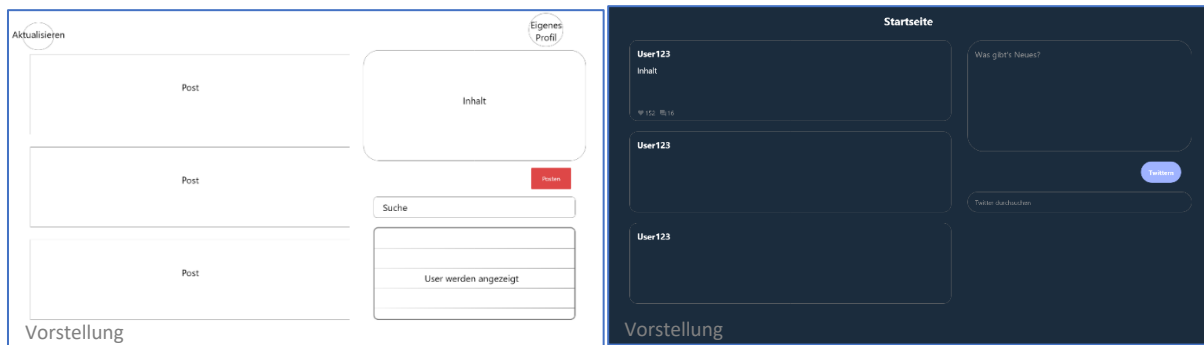 Aktualisieren
Eigenes
Profil
Post
Inhalt
Post
Posten
Suche
Post
User werden angezeigt
Vorstellung
Startseite
User123
Inhalt
152 16
Was gibt's Neues?
User123
Twittern
Twitter durchsuchen
User123
Vorstellung